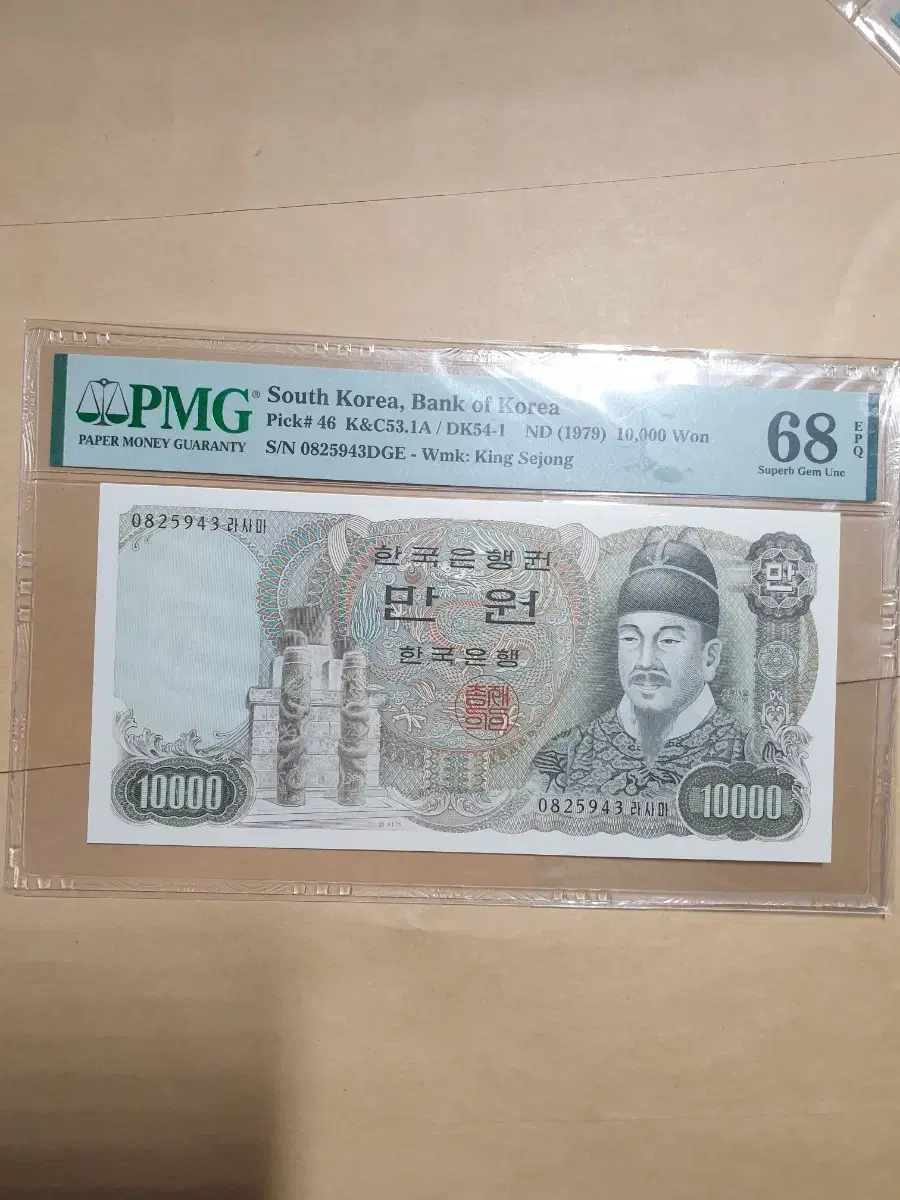 PMG®
PAPER MONEY GUARANTY
South Korea, Bank of Korea
Pick# 46 K&C53.1A / DK54-1 ND (1979) 10,000 Won
S/N 0825943DGE - Wmk: King Sejong
68
EPQ
Superb Gem Unc
0825943 라사마
한국은행권
만 원
한국은행
만
10000
0825943 라사마
10000